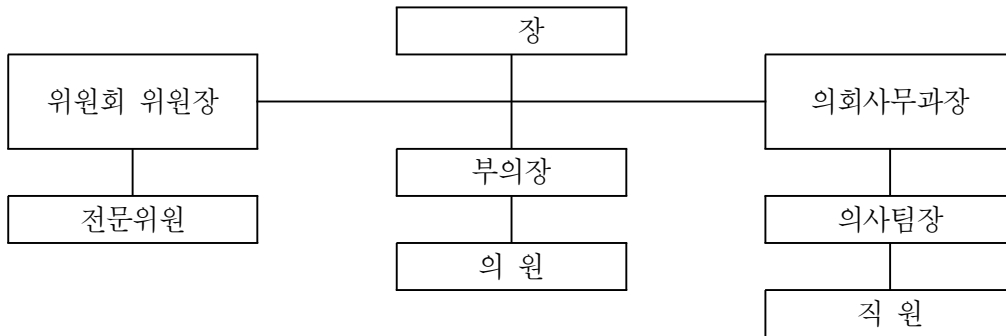 장
위원회 위원장
의회사무과장
부의장
전문위원
의사팀장
의 원
직 원